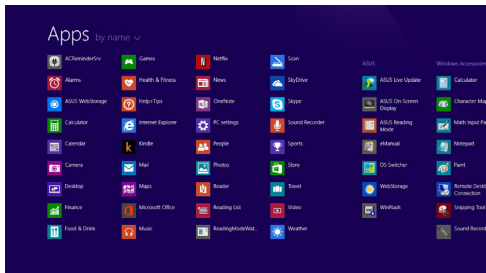 Apps by name
ACReminderSrv
Alarms
ASUS WebStorage
Calculator
Calendar
Camera
Desktop
Finance
Food & Drink
Games
Health & Fitness
Help+Tips
Internet Explorer
Kindle
Mail
Maps
Microsoft Office
Music
Netflix
News
OneNote
PC settings
People
Photos
Reader
Reading List
ReadingModeWat...
Scan
SkyDrive
Skype
Sound Recorder
Sports
Store
Travel
Video
Weather
ASUS
ASUS Live Update
ASUS On-Screen
Display
ASUS Reading
Mode
eManual
OS Switcher
WebStorage
WinFlash
Windows Accessories
Calculator
Character Map
Math Input Pa
Notepad
Paint
Remote Desk
Connection
Snipping Tool
Sound Record